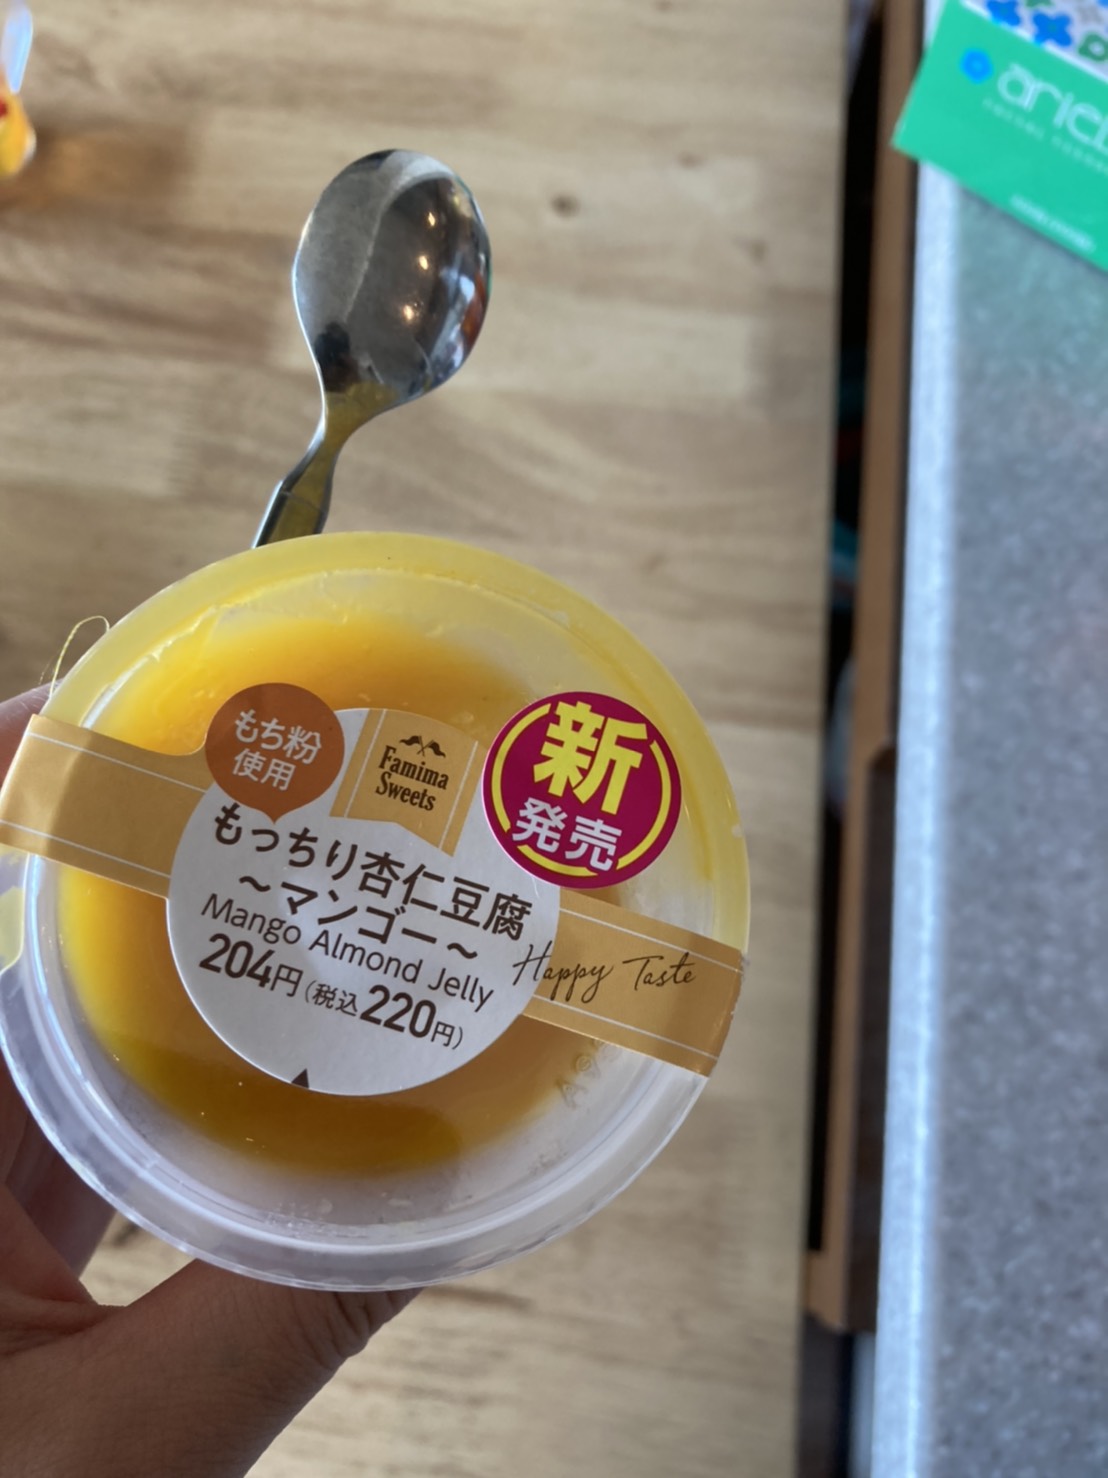 もち粉
使用
Famima
Sweets
新
発売
もっちり杏仁豆腐
～マンゴー～
Mango Almond Jelly
204円(税込220円)
Happy Taste